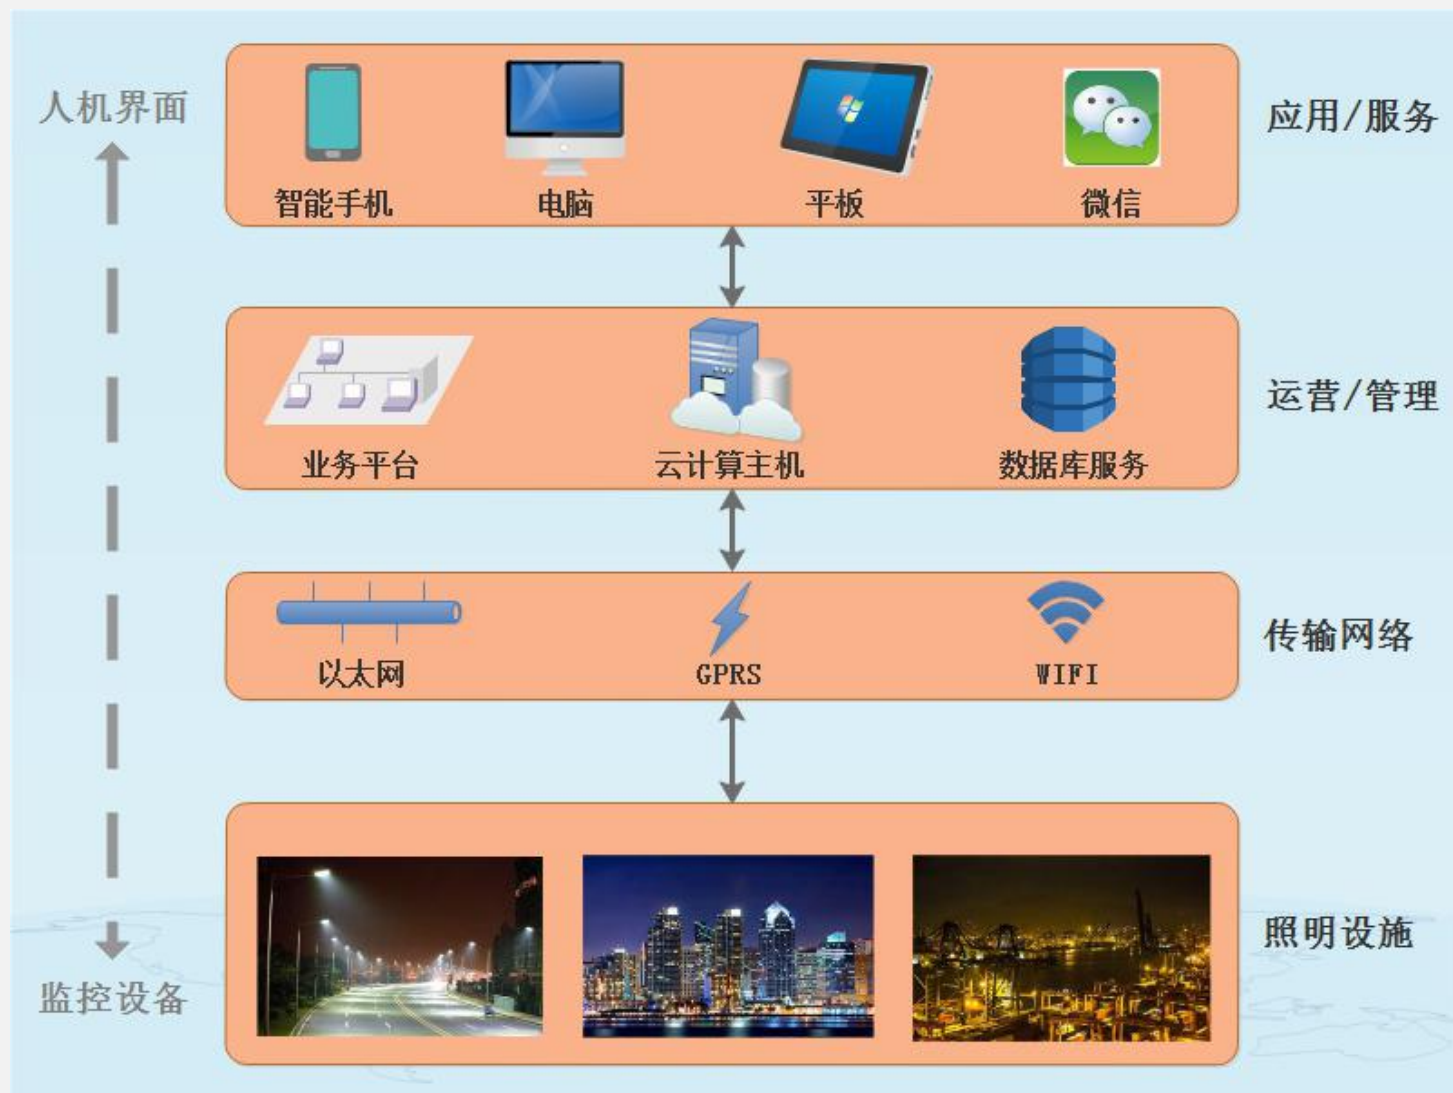 人机界面
智能手机
电脑
平板
微信
应用/服务
业务平台
云计算主机
数据库服务
运营/管理
以太网
GPRS
WIFI
传输网络
照明设施
监控设备